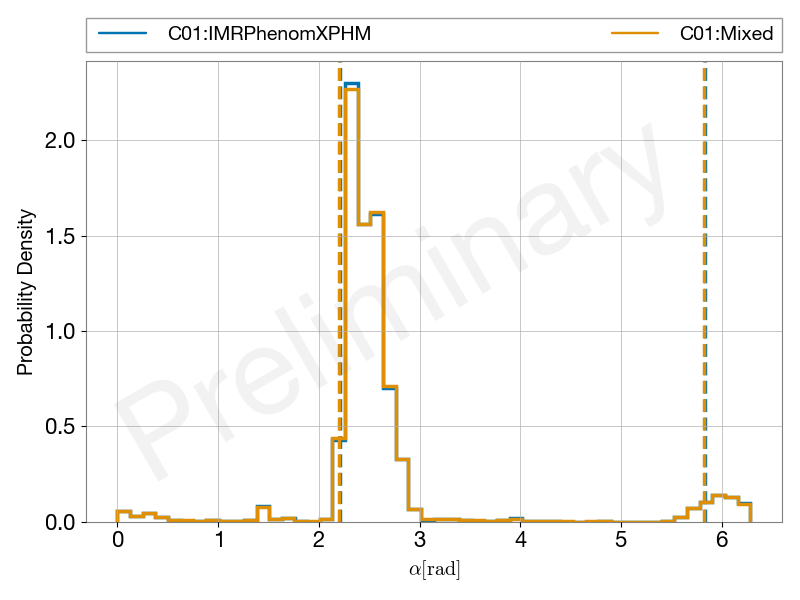 C01:IMRPhenomXPHM C01:Mixed
2.0
1.5
1.0
0.5
0.0
Probability Density
Preliminary
0 1 2 3 4 5 6
α[rad]